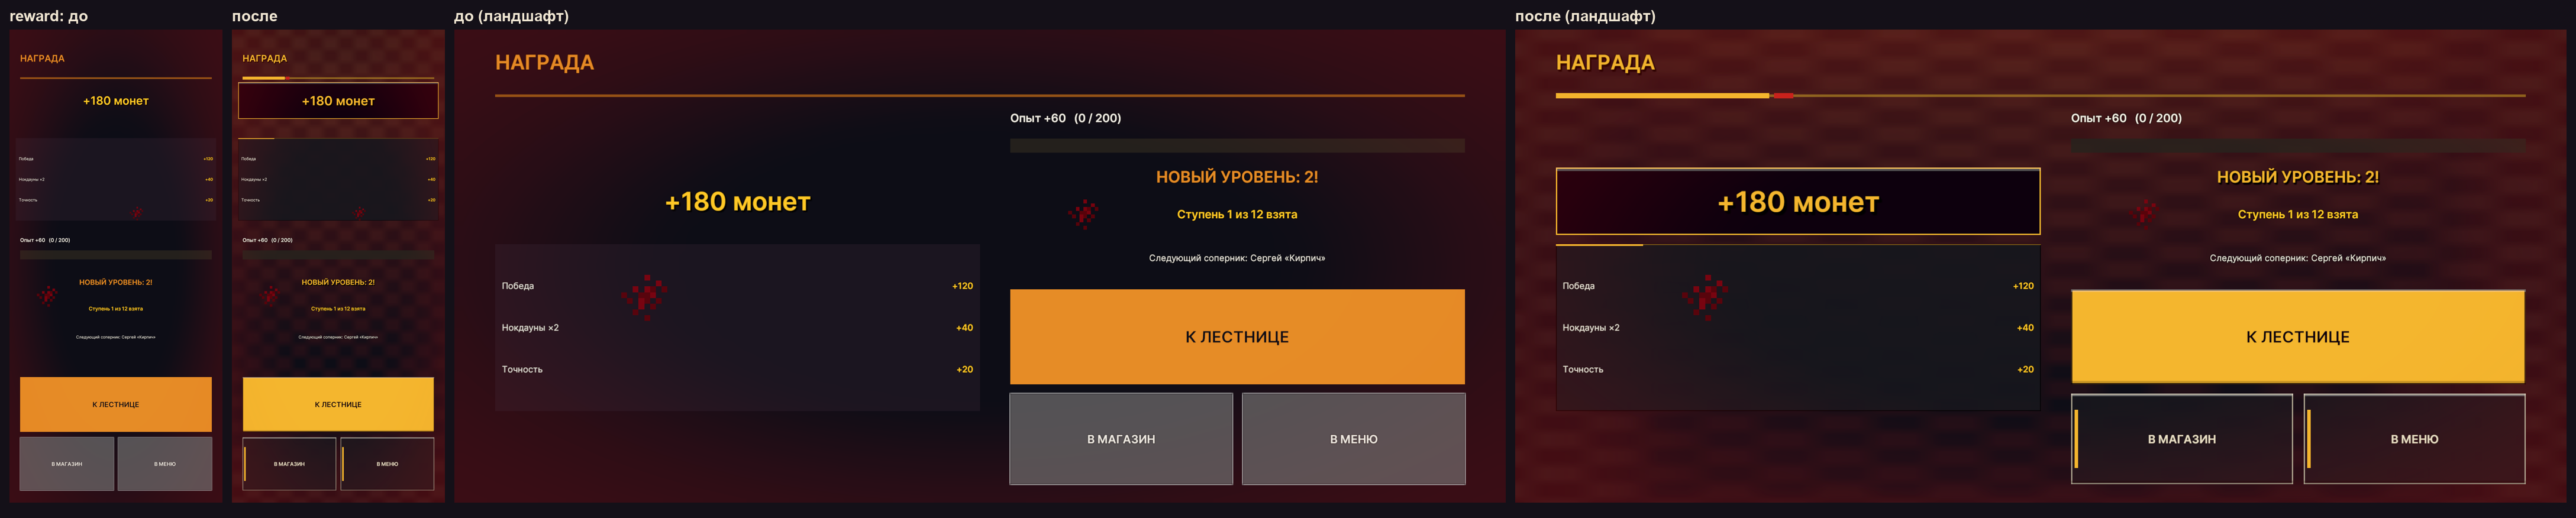 reward: до
НАГРАДА
+180 монет
Победа +120
Нокдауны ×2 +40
Точность +20
Опыт +60 (0 / 200)
НОВЫЙ УРОВЕНЬ: 2!
Ступень 1 из 12 взята
Следующий соперник: Сергей «Кирпич»
К ЛЕСТНИЦЕ
В МАГАЗИН
В МЕНЮ
после
НАГРАДА
+180 монет
Победа +120
Нокдауны ×2 +40
Точность +20
Опыт +60 (0 / 200)
НОВЫЙ УРОВЕНЬ: 2!
Ступень 1 из 12 взята
Следующий соперник: Сергей «Кирпич»
К ЛЕСТНИЦЕ
В МАГАЗИН
В МЕНЮ
до (ландшафт)
НАГРАДА
+180 монет
Победа +120
Нокдауны ×2 +40
Точность +20
Опыт +60 (0 / 200)
НОВЫЙ УРОВЕНЬ: 2!
Ступень 1 из 12 взята
Следующий соперник: Сергей «Кирпич»
К ЛЕСТНИЦЕ
В МАГАЗИН
В МЕНЮ
после (ландшафт)
НАГРАДА
+180 монет
Победа +120
Нокдауны ×2 +40
Точность +20
Опыт +60 (0 / 200)
НОВЫЙ УРОВЕНЬ: 2!
Ступень 1 из 12 взята
Следующий соперник: Сергей «Кирпич»
К ЛЕСТНИЦЕ
В МАГАЗИН
В МЕНЮ